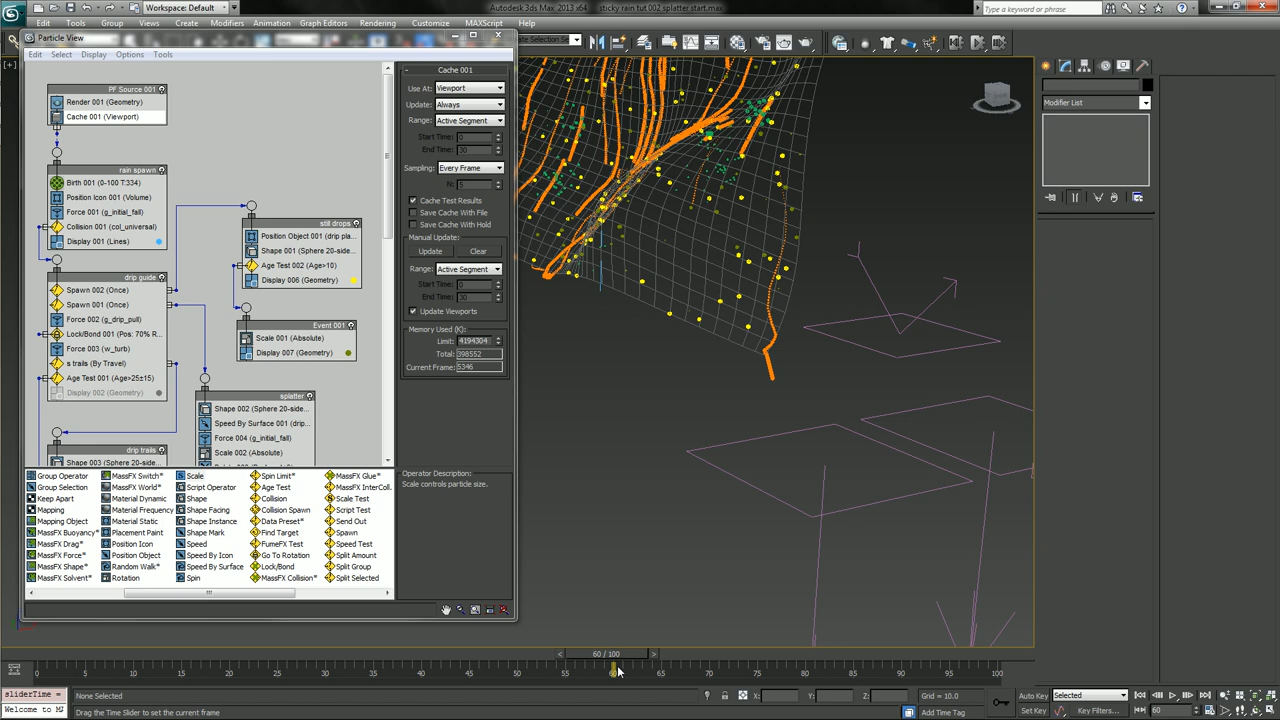 Autodesk 3ds Max 2013 x64 sticky rain tut 002 splatter start.max
Workspace: Default
Type a keyword or phrase
Edit Tools Group Views Create Modifiers Animation Graph Editors Rendering Customize MAXScript Help
Particle View
Edit Select Display Options Tools
PF Source 001
Render 001 (Geometry)
Cache 001 (Viewport)
rain spawn
Birth 001 (0-100 T:334)
Position Icon 001 (Volume)
Force 001 (g_initial_fall)
Collision 001 (col_universal)
Display 001 (Lines)
drip guide
Spawn 002 (Once)
Spawn 001 (Once)
Force 002 (g_drip_pull)
Lock/Bond 001 (Pos: 70% R...
Force 003 (w_turb)
s trails (By Travel)
Age Test 001 (Age>25±15)
Display 002 (Geometry)
drip trails
Shape 003 (Sphere 20-side...
still drops
Position Object 001 (drip pla...
Shape 001 (Sphere 20-side...
Age Test 002 (Age>10)
Display 006 (Geometry)
Event 001
Scale 001 (Absolute)
Display 007 (Geometry)
splatter
Shape 002 (Sphere 20-side...
Speed By Surface 001 (drip...
Force 004 (g_initial_fall)
Scale 002 (Absolute)
Cache 001
Use At: Viewport
Update: Always
Range: Active Segment
Start Time: 0
End Time: 30
Sampling: Every Frame
N: 5
Cache Test Results
Save Cache With File
Save Cache With Hold
Manual Update:
Update Clear
Range: Active Segment
Start Time: 0
End Time: 30
Update Viewports
Memory Used (K):
Limit: 4194304
Total: 398552
Current Frame: 5346
Group Operator MassFX Switch* Scale Spin Limit* MassFX Glue*
Group Selection MassFX World* Script Operator Age Test MassFX InterColl.
Keep Apart Material Dynamic Shape Collision Scale Test
Mapping Material Frequency Shape Facing Collision Spawn Script Test
Mapping Object Material Static Shape Instance Data Preset* Send Out
MassFX Buoyancy* Placement Paint Shape Mark Find Target Spawn
MassFX Drag* Position Icon Speed FumeFX Test Speed Test
MassFX Force* Position Object Speed By Icon Go To Rotation Split Amount
MassFX Shape* Random Walk* Speed By Surface Lock/Bond Split Group
MassFX Solvent* Rotation Spin MassFX Collision* Split Selected
Operator Description:
Scale controls particle size.
Modifier List
60 / 100
0 5 10 15 20 25 30 35 40 45 50 55 60 65 70 75 80 85 90 95 100
sliderTime =
Welcome to M
None Selected
Drag the Time Slider to set the current frame
X: Y: Z: Grid = 10.0
Add Time Tag
Auto Key Selected
Set Key Key Filters... 60